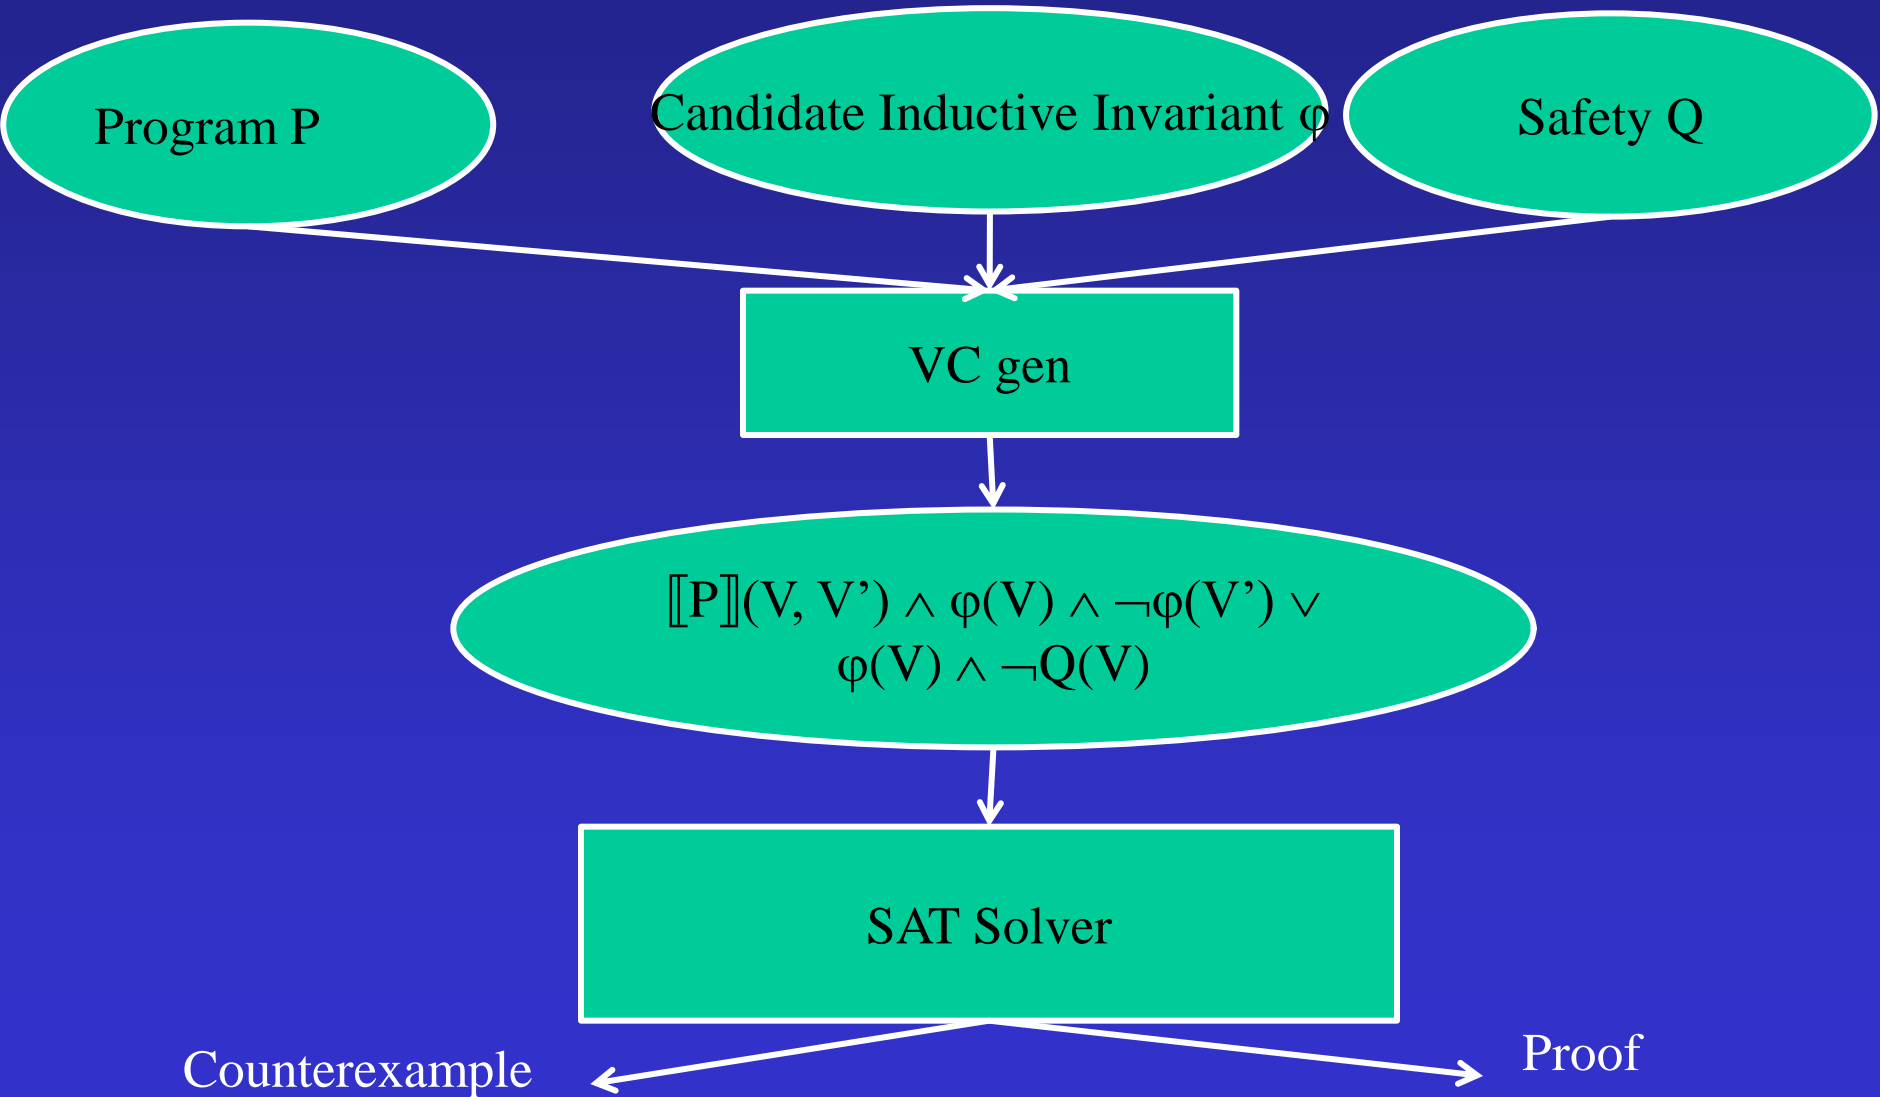 Program P
Candidate Inductive Invariant φ
Safety Q
VC gen
⟦P⟧(V, V’) ∧ φ(V) ∧ ¬φ(V’) ∨
φ(V) ∧ ¬Q(V)
SAT Solver
Counterexample
Proof